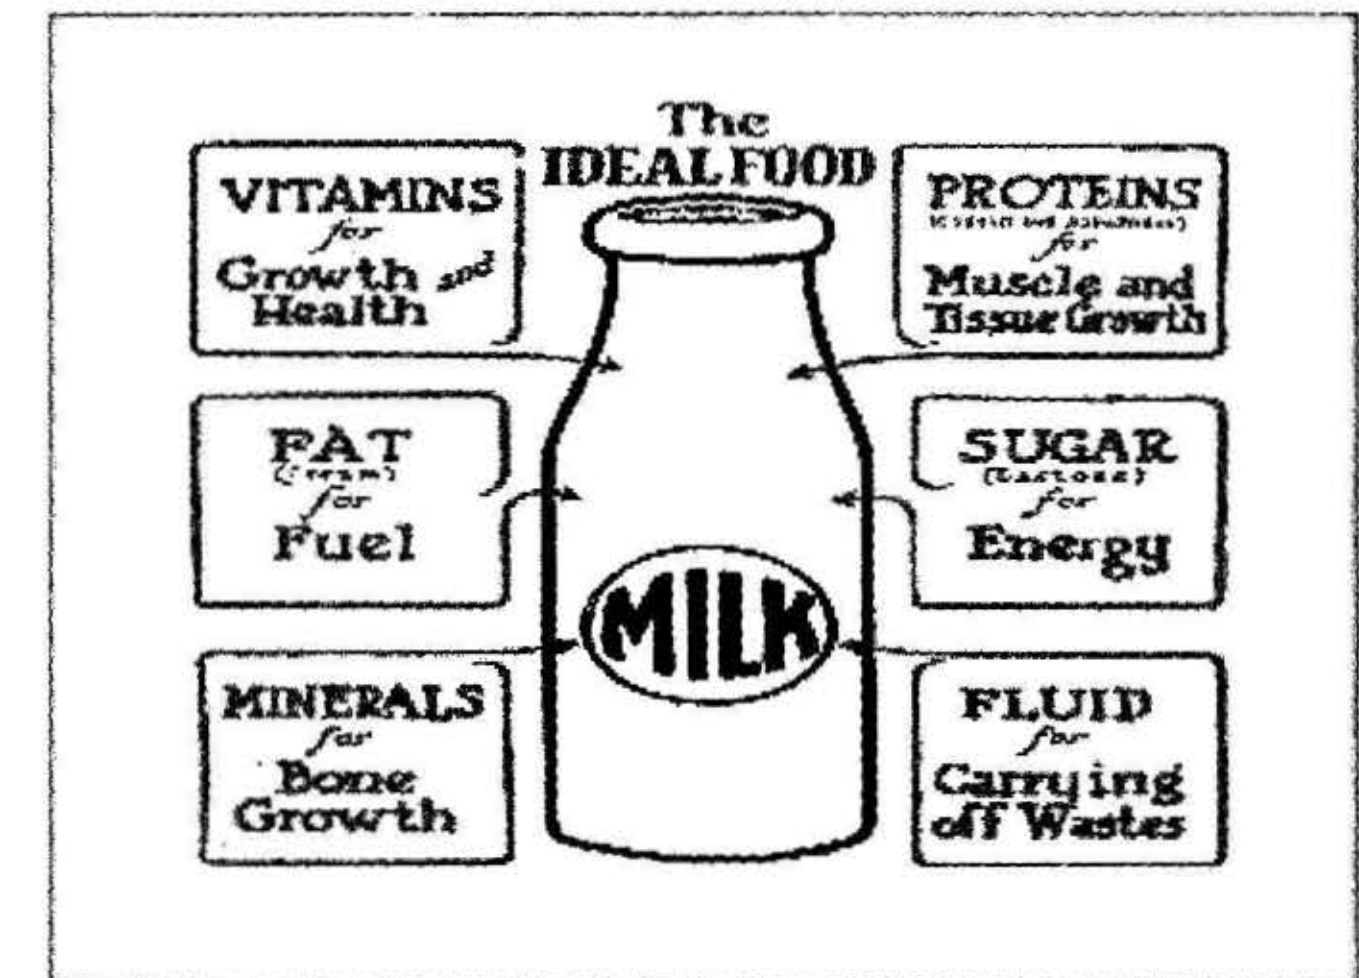 The
IDEAL FOOD
VITAMINS
for
Growth and
Health
PROTEINS
for
Muscle and
Tissue Growth
FAT
(Cream)
for
Fuel
SUGAR
(Lactose)
for
Energy
MILK
MINERALS
for
Bone
Growth
FLUID
for
Carrying
off Wastes